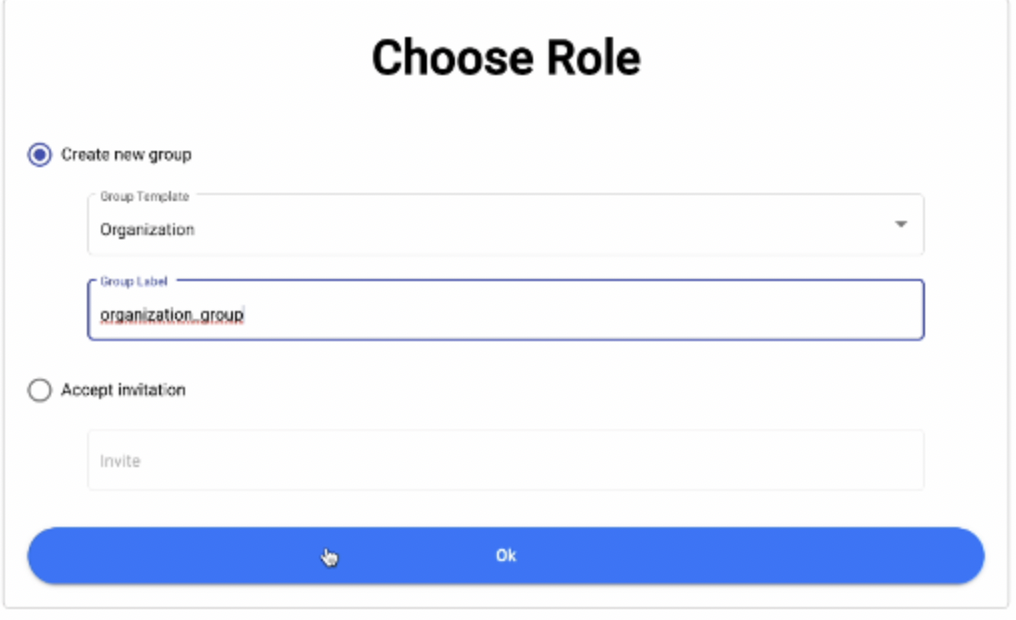 Choose Role
Create new group
Group Template
Organization
Group Label
organization_group
Accept invitation
Invite
Ok